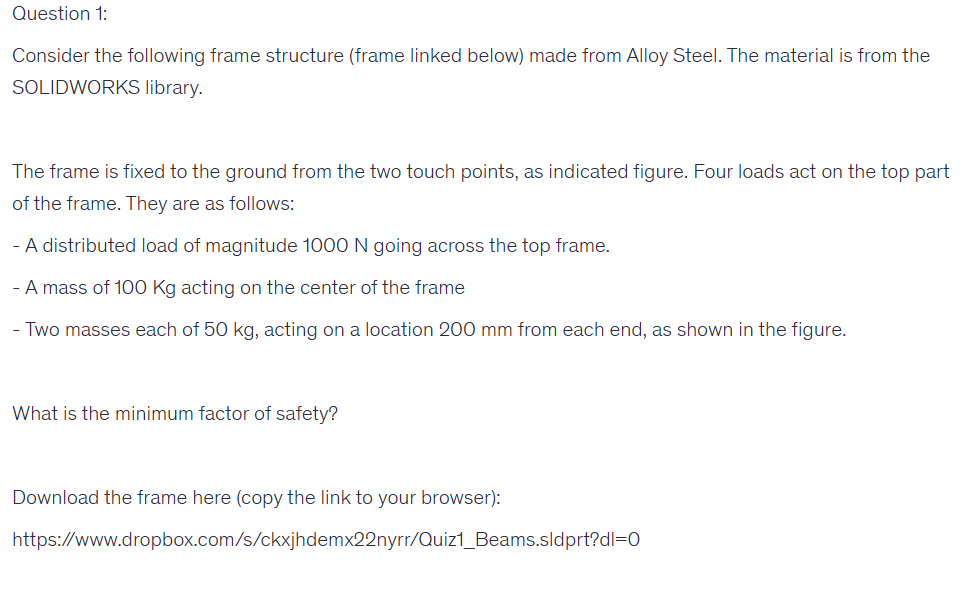 Question 1:
Consider the following frame structure (frame linked below) made from Alloy Steel. The material is from the
SOLIDWORKS library.
The frame is fixed to the ground from the two touch points, as indicated figure. Four loads act on the top part
of the frame. They are as follows:
- A distributed load of magnitude 1000 N going across the top frame.
- A mass of 100 Kg acting on the center of the frame
- Two masses each of 50 kg, acting on a location 200 mm from each end, as shown in the figure.
What is the minimum factor of safety?
Download the frame here (copy the link to your browser):
https://www.dropbox.com/s/ckxjhdemx22nyrr/Quiz1_Beams.sldprt?dl=0